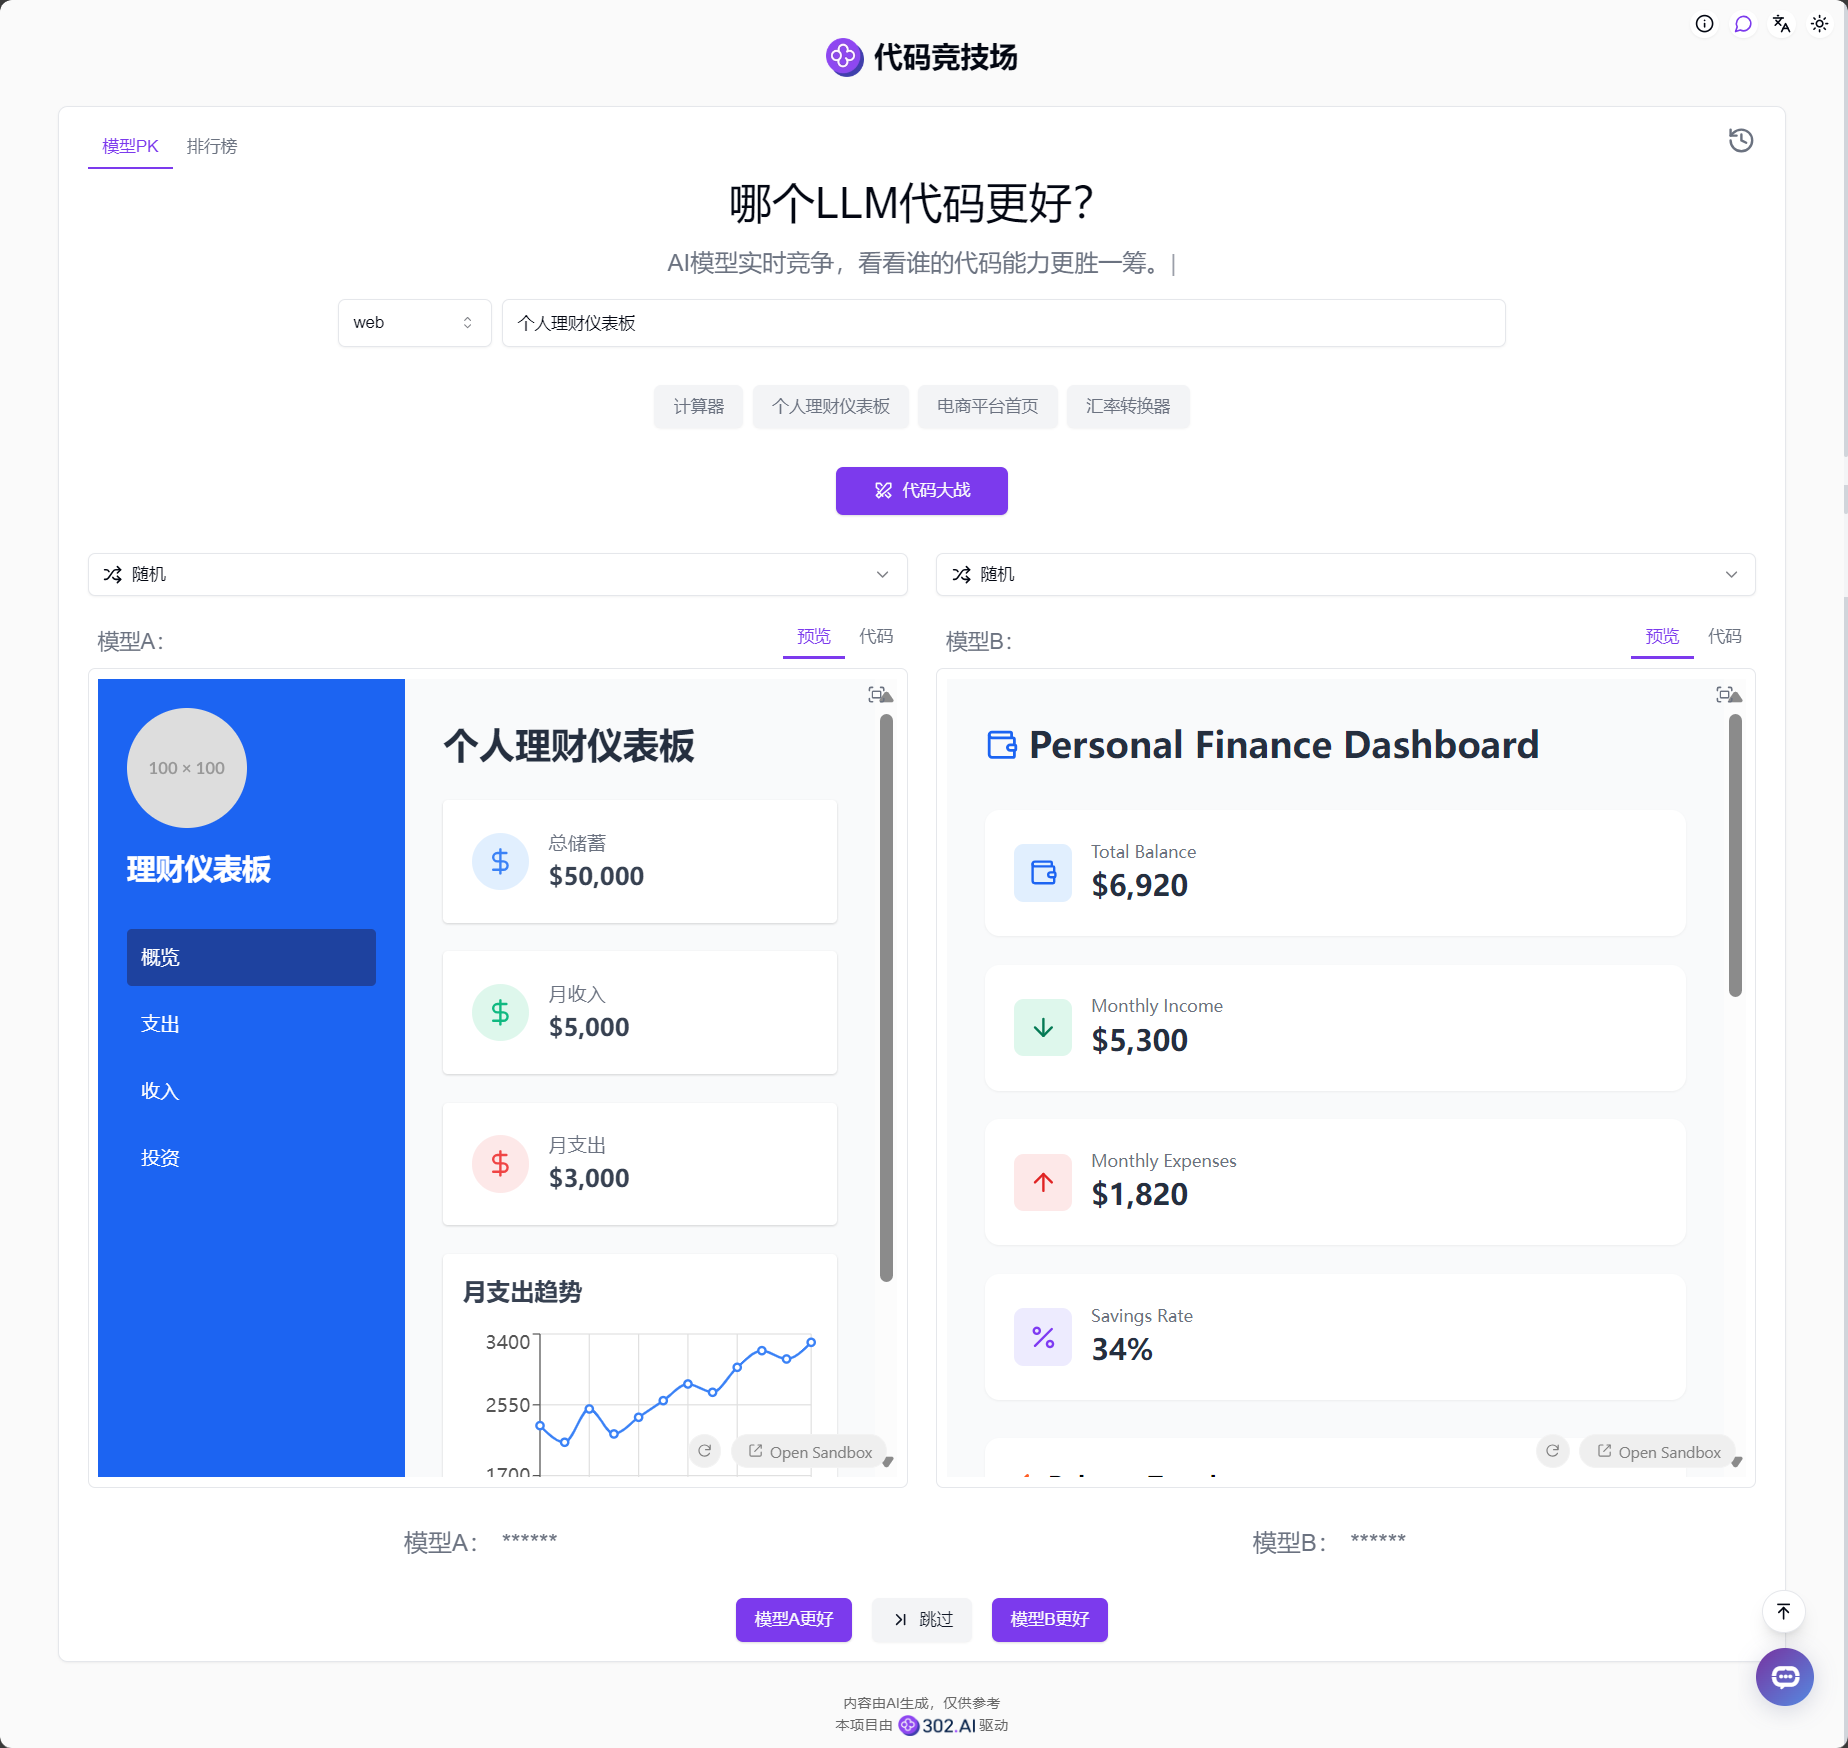 代码竞技场
模型PK
排行榜
哪个LLM代码更好？
AI模型实时竞争，看看谁的代码能力更胜一筹。|
web
个人理财仪表板
计算器
个人理财仪表板
电商平台首页
汇率转换器
代码大战
随机
随机
模型A：
预览
代码
模型B：
预览
代码
100 × 100
理财仪表板
概览
支出
收入
投资
个人理财仪表板
总储蓄
$50,000
月收入
$5,000
月支出
$3,000
月支出趋势
3400
2550
1700
Open Sandbox
Personal Finance Dashboard
Total Balance
$6,920
Monthly Income
$5,300
Monthly Expenses
$1,820
Savings Rate
34%
Open Sandbox
模型A： ******
模型B： ******
模型A更好
跳过
模型B更好
内容由AI生成，仅供参考
本项目由 302.AI 驱动